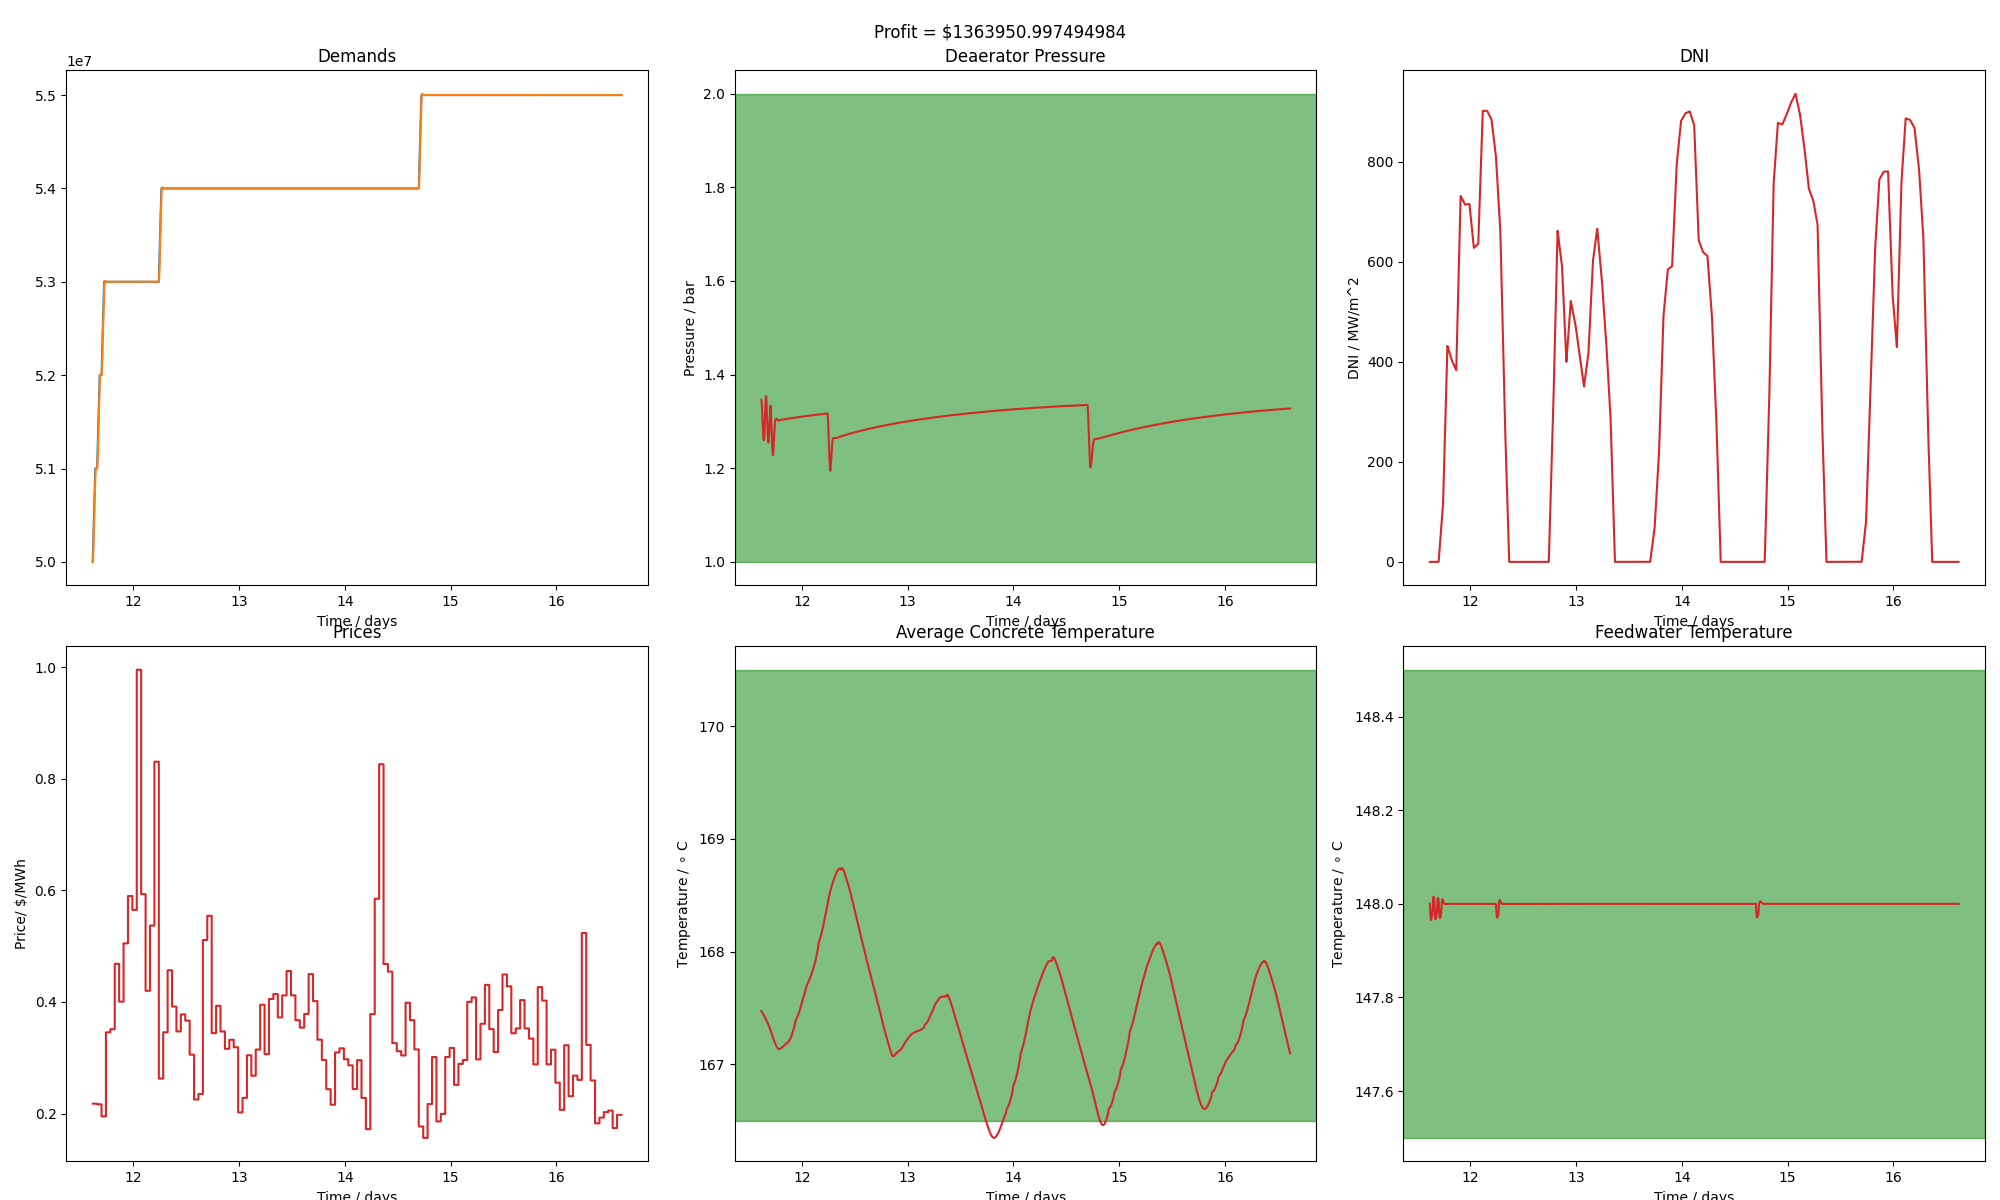 Profit = $1363950.997494984
Demands
1e7
5.5
5.4
5.3
5.2
5.1
5.0
12 13 14 15 16
Time / days
Deaerator Pressure
Pressure / bar
2.0
1.8
1.6
1.4
1.2
1.0
12 13 14 15 16
Time / days
DNI
DNI / MW/m^2
800
600
400
200
0
12 13 14 15 16
Time / days
Prices
Price/ $/MWh
1.0
0.8
0.6
0.4
0.2
12 13 14 15 16
Time / days
Average Concrete Temperature
Temperature / ∘ C
170
169
168
167
12 13 14 15 16
Time / days
Feedwater Temperature
Temperature / ∘ C
148.4
148.2
148.0
147.8
147.6
12 13 14 15 16
Time / days